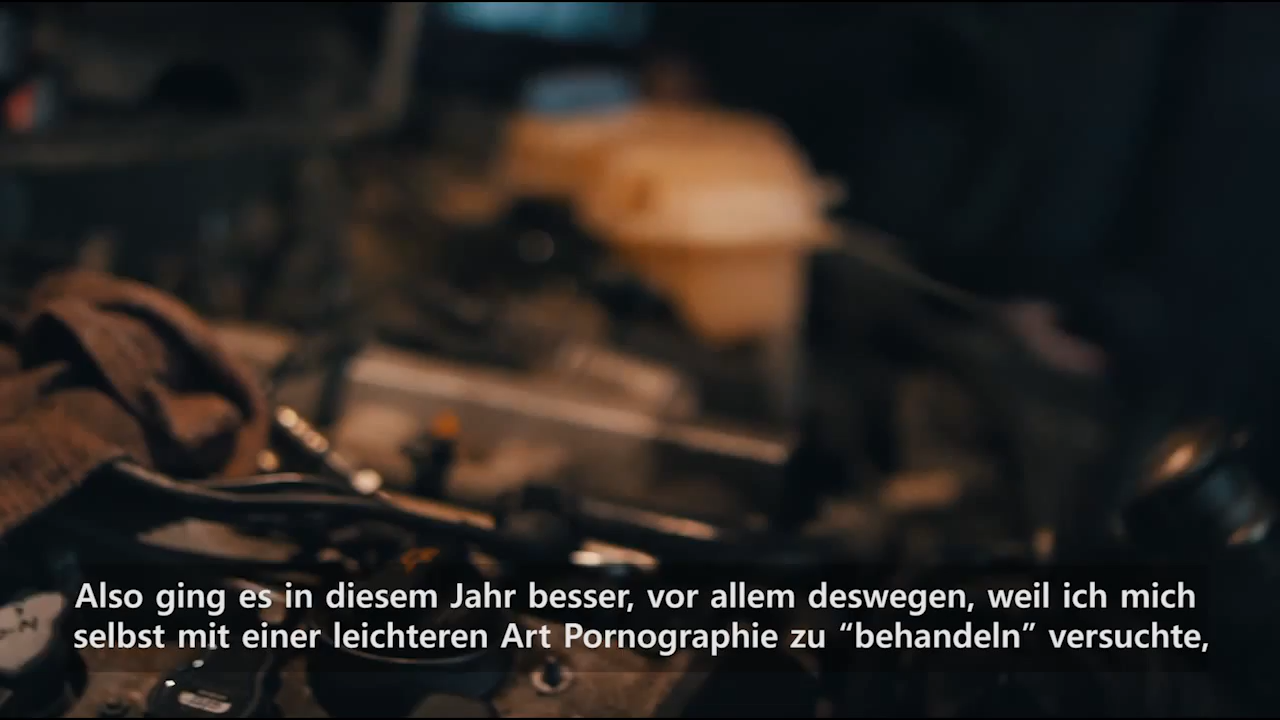 Also ging es in diesem Jahr besser, vor allem deswegen, weil ich mich
selbst mit einer leichteren Art Pornographie zu “behandeln” versuchte,